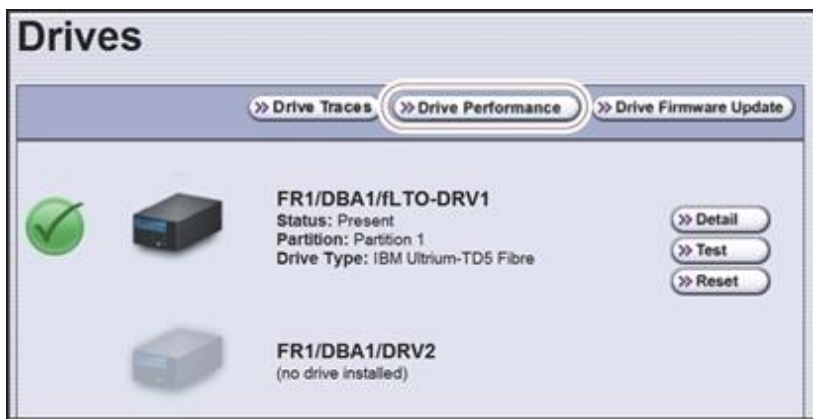 Drives
>> Drive Traces >> Drive Performance >> Drive Firmware Update
FR1/DBA1/fLTO-DRV1
Status: Present
Partition: Partition 1
Drive Type: IBM Ultrium-TD5 Fibre
>> Detail
>> Test
>> Reset
FR1/DBA1/DRV2
(no drive installed)